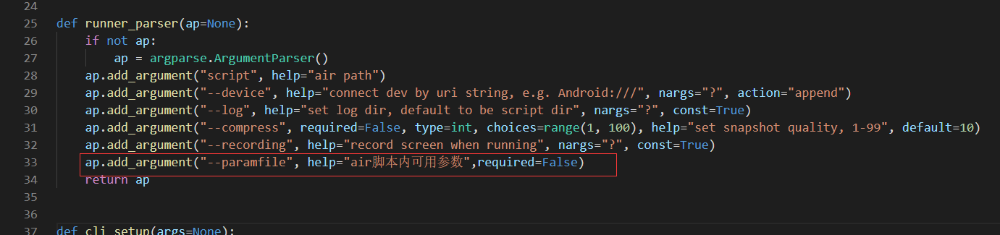 24
25 def runner_parser(ap=None):
26 if not ap:
27 ap = argparse.ArgumentParser()
28 ap.add_argument("script", help="air path")
29 ap.add_argument("--device", help="connect dev by uri string, e.g. Android:///", nargs="?", action="append")
30 ap.add_argument("--log", help="set log dir, default to be script dir", nargs="?", const=True)
31 ap.add_argument("--compress", required=False, type=int, choices=range(1, 100), help="set snapshot quality, 1-99", default=10)
32 ap.add_argument("--recording", help="record screen when running", nargs="?", const=True)
33 ap.add_argument("--paramfile", help="air脚本内可用参数",required=False)
34 return ap
35
36
37 def cli_setup(args=None):